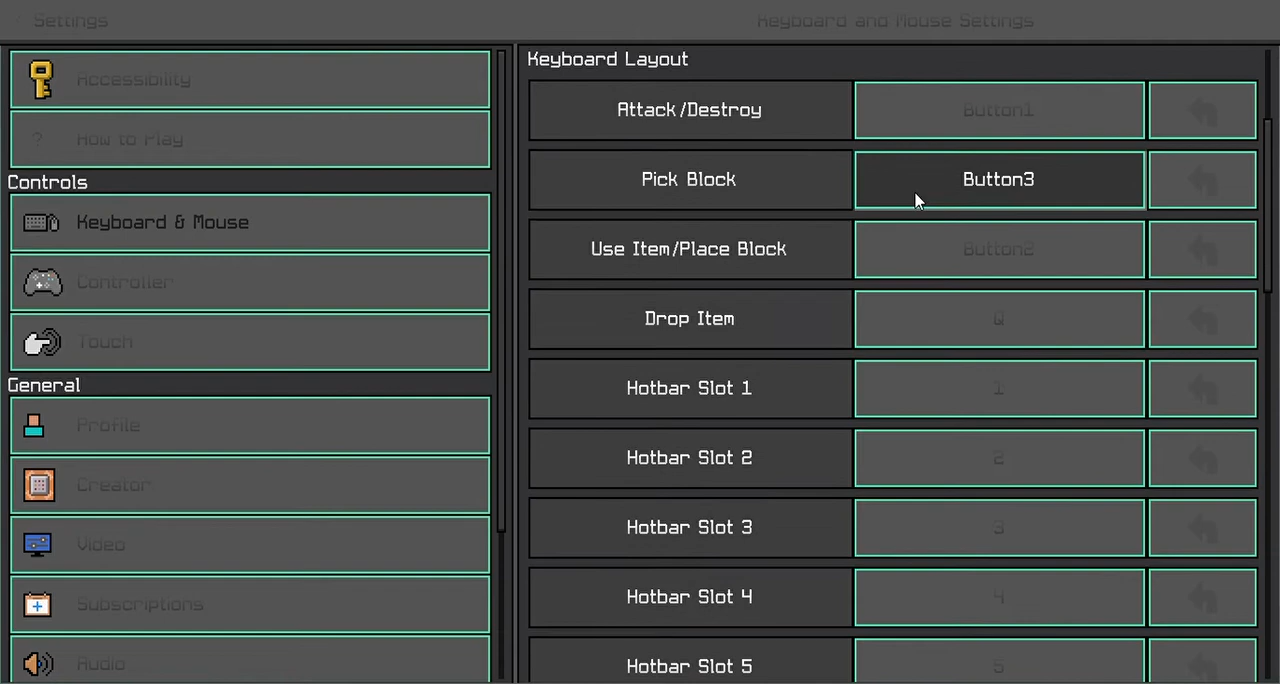 Settings
Keyboard and Mouse Settings
Accessibility
? How to Play
Controls
Keyboard & Mouse
Controller
Touch
General
Profile
Creator
Video
Subscriptions
Audio
Keyboard Layout
Attack/Destroy Button1
Pick Block Button3
Use Item/Place Block Button2
Drop Item Q
Hotbar Slot 1 1
Hotbar Slot 2 2
Hotbar Slot 3 3
Hotbar Slot 4 4
Hotbar Slot 5 5